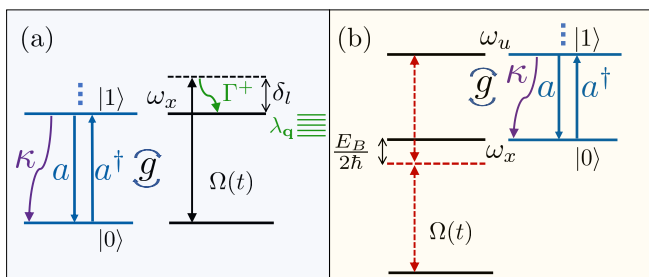 (a)
|1⟩
ω_x
Γ⁺
δ_l
λ_q
κ
a
a†
g
Ω(t)
|0⟩
(b)
ω_u
|1⟩
g
κ
a
a†
E_B
2ħ
ω_x
|0⟩
Ω(t)